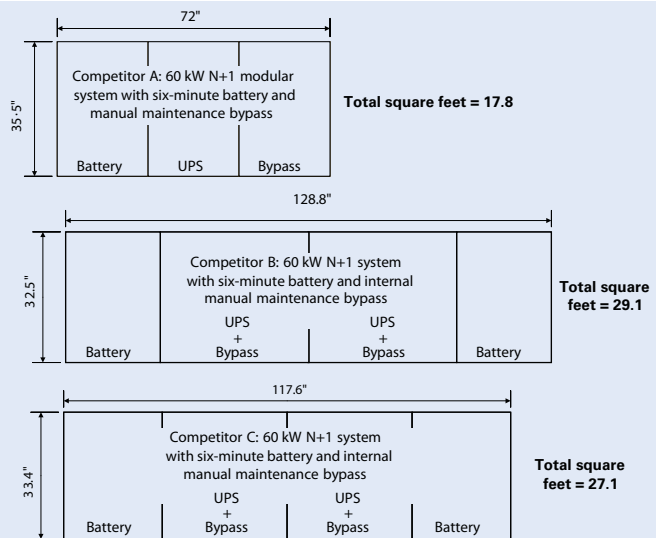 72"
35.5"
Competitor A: 60 kW N+1 modular
system with six-minute battery and
manual maintenance bypass
Battery UPS Bypass
Total square feet = 17.8
128.8"
32.5"
Competitor B: 60 kW N+1 system
with six-minute battery and internal
manual maintenance bypass
UPS UPS
+ +
Battery Bypass Bypass Battery
Total square
feet = 29.1
117.6"
33.4"
Competitor C: 60 kW N+1 system
with six-minute battery and internal
manual maintenance bypass
UPS UPS
+ +
Battery Bypass Bypass Battery
Total square
feet = 27.1